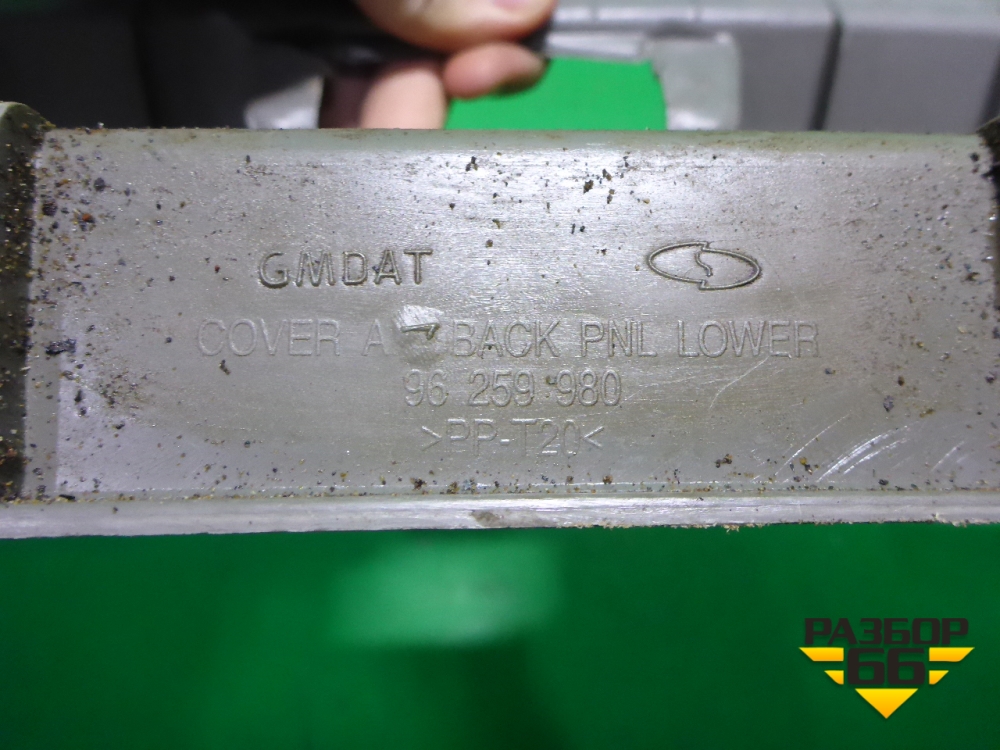 GMDAT
COVER BACK PNL LOWER
96 259 980
>PP-T20<
РАЗБОР
66